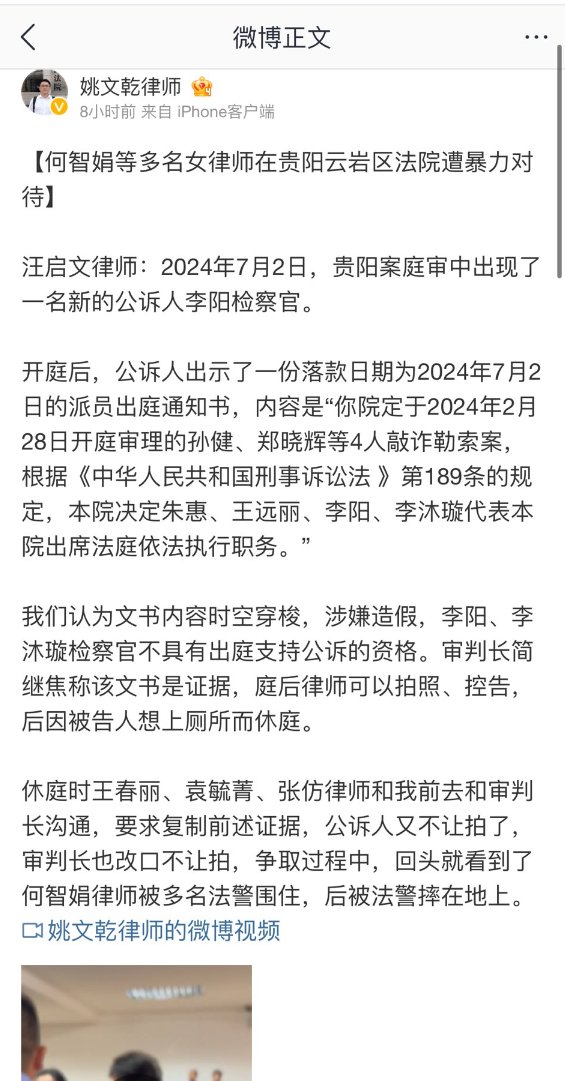 微博正文
姚文乾律师
8小时前 来自 iPhone客户端
【何智娟等多名女律师在贵阳云岩区法院遭暴力对
待】
汪启文律师：2024年7月2日，贵阳案庭审中出现了
一名新的公诉人李阳检察官。
开庭后，公诉人出示了一份落款日期为2024年7月2
日的派员出庭通知书，内容是“你院定于2024年2月
28日开庭审理的孙健、郑晓辉等4人敲诈勒索案，
根据《中华人民共和国刑事诉讼法 》第189条的规
定，本院决定朱惠、王远丽、李阳、李沐璇代表本
院出席法庭依法执行职务。”
我们认为文书内容时空穿梭，涉嫌造假，李阳、李
沐璇检察官不具有出庭支持公诉的资格。审判长简
继焦称该文书是证据，庭后律师可以拍照、控告，
后因被告人想上厕所而休庭。
休庭时王春丽、袁毓菁、张仿律师和我前去和审判
长沟通，要求复制前述证据，公诉人又不让拍了，
审判长也改口不让拍，争取过程中，回头就看到了
何智娟律师被多名法警围住，后被法警摔在地上。
姚文乾律师的微博视频